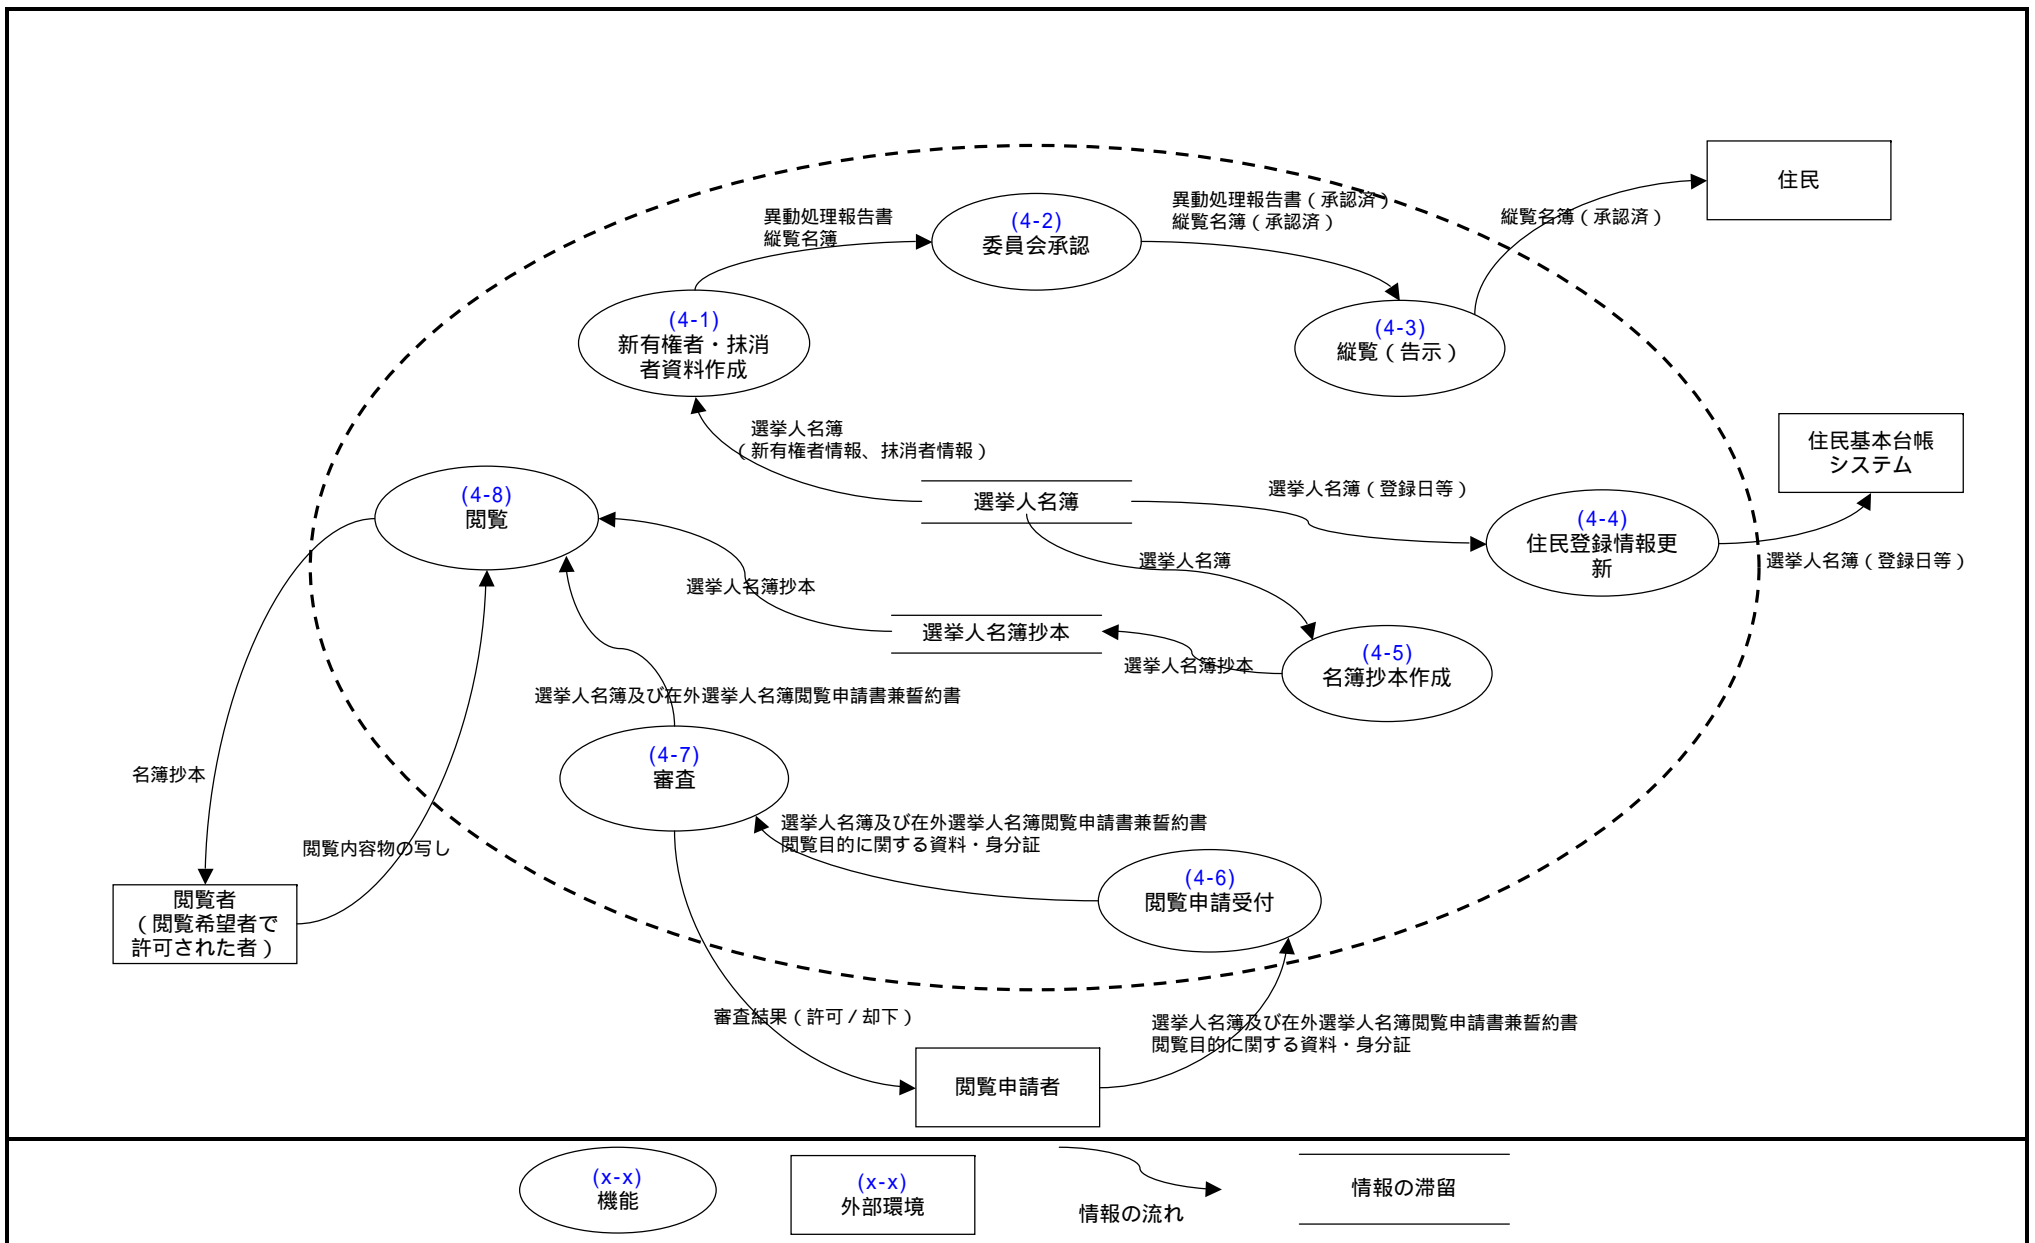 住民
異動処理報告書（承認済）
縦覧名簿（承認済）
縦覧名簿（承認済）
異動処理報告書
縦覧名簿
(4-2)
委員会承認
(4-1)
新有権者・抹消
者資料作成
(4-3)
縦覧（告示）
選挙人名簿
（新有権者情報、抹消者情報）
住民基本台帳
システム
(4-8)
閲覧
選挙人名簿
選挙人名簿（登録日等）
(4-4)
住民登録情報更
新
選挙人名簿（登録日等）
選挙人名簿
選挙人名簿抄本
選挙人名簿抄本
選挙人名簿抄本
(4-5)
名簿抄本作成
選挙人名簿及び在外選挙人名簿閲覧申請書兼誓約書
(4-7)
審査
名簿抄本
選挙人名簿及び在外選挙人名簿閲覧申請書兼誓約書
閲覧目的に関する資料・身分証
閲覧内容物の写し
(4-6)
閲覧申請受付
閲覧者
（閲覧希望者で
許可された者）
審査結果（許可／却下）
選挙人名簿及び在外選挙人名簿閲覧申請書兼誓約書
閲覧目的に関する資料・身分証
閲覧申請者
(x-x)
機能
(x-x)
外部環境
情報の流れ
情報の滞留